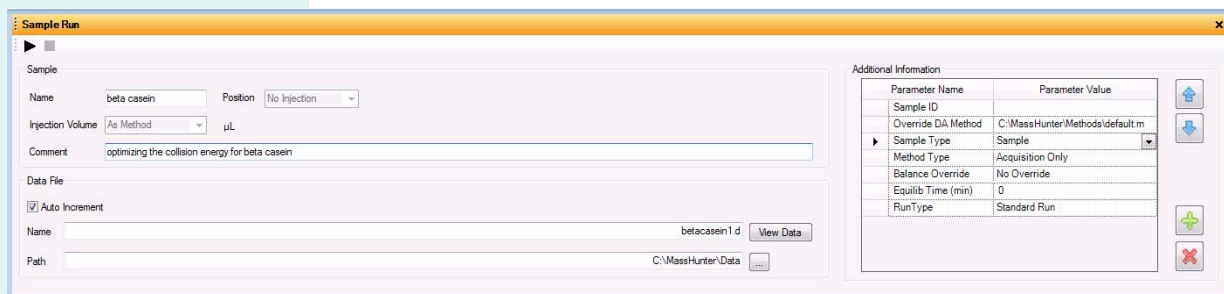 Sample Run
Sample
Name beta casein Position No Injection
Injection Volume As Method µL
Comment optimizing the collision energy for beta casein
Data File
Auto Increment
Name betacasein1.d View Data
Path C:\MassHunter\Data ...
Additional Information
Parameter Name Parameter Value
Sample ID
Override DA Method C:\MassHunter\Methods\default.m
Sample Type Sample
Method Type Acquisition Only
Balance Override No Override
Equilib Time (min) 0
RunType Standard Run